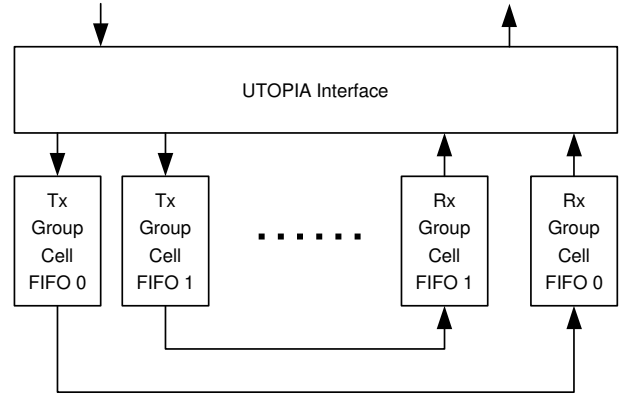 UTOPIA Interface
Tx
Group
Cell
FIFO 0
Tx
Group
Cell
FIFO 1
Rx
Group
Cell
FIFO 1
Rx
Group
Cell
FIFO 0